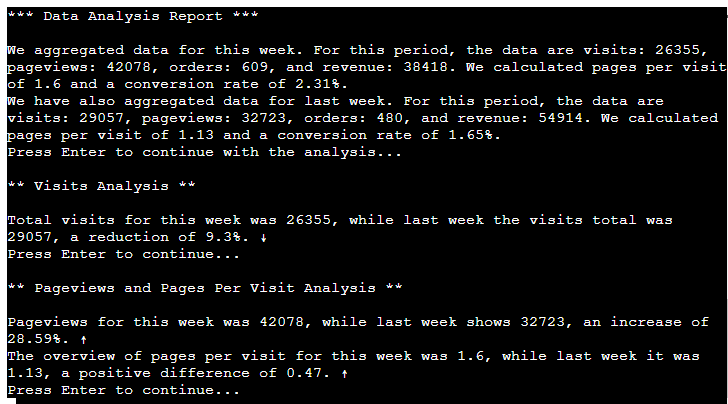 *** Data Analysis Report ***
We aggregated data for this week. For this period, the data are visits: 26355,
pageviews: 42078, orders: 609, and revenue: 38418. We calculated pages per visit
of 1.6 and a conversion rate of 2.31%.
We have also aggregated data for last week. For this period, the data are
visits: 29057, pageviews: 32723, orders: 480, and revenue: 54914. We calculated
pages per visit of 1.13 and a conversion rate of 1.65%.
Press Enter to continue with the analysis...
** Visits Analysis **
Total visits for this week was 26355, while last week the visits total was
29057, a reduction of 9.3%. ↓
Press Enter to continue...
** Pageviews and Pages Per Visit Analysis **
Pageviews for this week was 42078, while last week shows 32723, an increase of
28.59%. ↑
The overview of pages per visit for this week was 1.6, while last week it was
1.13, a positive difference of 0.47. ↑
Press Enter to continue...